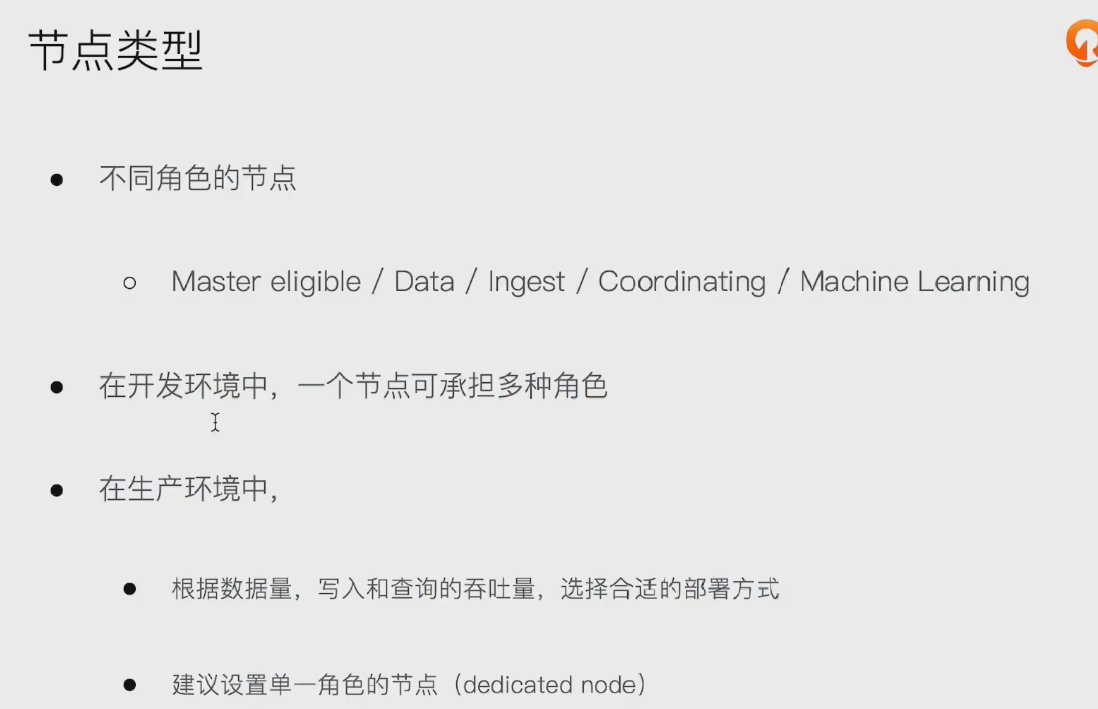 节点类型
不同角色的节点
Master eligible / Data / Ingest / Coordinating / Machine Learning
在开发环境中，一个节点可承担多种角色
在生产环境中，
根据数据量，写入和查询的吞吐量，选择合适的部署方式
建议设置单一角色的节点（dedicated node）